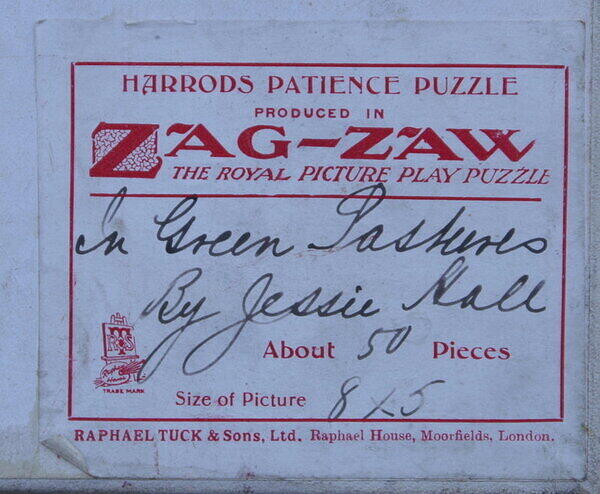 HARRODS PATIENCE PUZZLE
PRODUCED IN
ZAG-ZAW
THE ROYAL PICTURE PLAY PUZZLE
In Green Pastures
By Jessie Hall
About 50 Pieces
Size of Picture 8 x 5
TRADE MARK
RAPHAEL TUCK & Sons, Ltd. Raphael House, Moorfields, London.